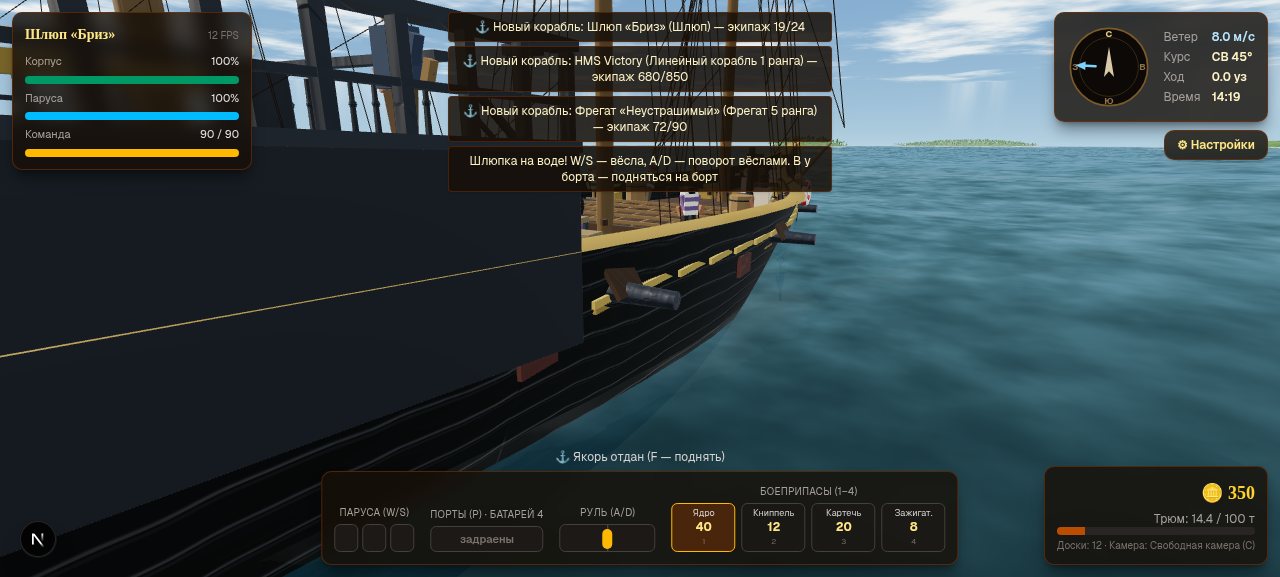 Шлюп «Бриз»
12 FPS
Корпус
100%
Паруса
100%
Команда
90 / 90
⚓ Новый корабль: Шлюп «Бриз» (Шлюп) — экипаж 19/24
⚓ Новый корабль: HMS Victory (Линейный корабль 1 ранга) —
экипаж 680/850
⚓ Новый корабль: Фрегат «Неустрашимый» (Фрегат 5 ранга)
— экипаж 72/90
Шлюпка на воде! W/S — вёсла, A/D — поворот вёслами. В у
борта — подняться на борт
С
З
В
Ю
Ветер 8.0 м/с
Курс СВ 45°
Ход 0.0 уз
Время 14:19
⚙ Настройки
⚓ Якорь отдан (F — поднять)
ПАРУСА (W/S)
ПОРТЫ (P) · БАТАРЕЙ 4
задраены
РУЛЬ (A/D)
БОЕПРИПАСЫ (1–4)
Ядро
40
1
Книппель
12
2
Картечь
20
3
Зажигат.
8
4
🪙 350
Трюм: 14.4 / 100 т
Доски: 12 · Камера: Свободная камера (C)
N